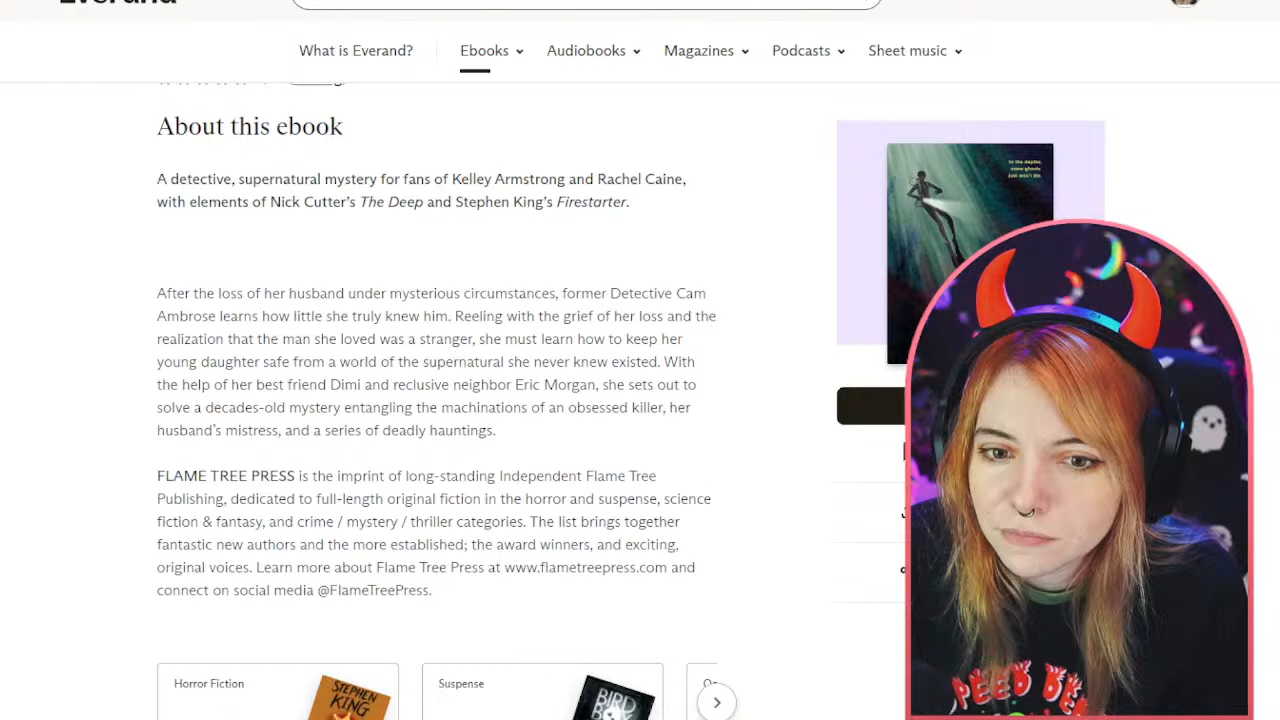 Everand
What is Everand?
Ebooks
Audiobooks
Magazines
Podcasts
Sheet music
About this ebook
A detective, supernatural mystery for fans of Kelley Armstrong and Rachel Caine,
with elements of Nick Cutter's The Deep and Stephen King's Firestarter.
After the loss of her husband under mysterious circumstances, former Detective Cam
Ambrose learns how little she truly knew him. Reeling with the grief of her loss and the
realization that the man she loved was a stranger, she must learn how to keep her
young daughter safe from a world of the supernatural she never knew existed. With
the help of her best friend Dimi and reclusive neighbor Eric Morgan, she sets out to
solve a decades-old mystery entangling the machinations of an obsessed killer, her
husband's mistress, and a series of deadly hauntings.
FLAME TREE PRESS is the imprint of long-standing Independent Flame Tree
Publishing, dedicated to full-length original fiction in the horror and suspense, science
fiction & fantasy, and crime / mystery / thriller categories. The list brings together
fantastic new authors and the more established; the award winners, and exciting,
original voices. Learn more about Flame Tree Press at www.flametreepress.com and
connect on social media @FlameTreePress.
Horror Fiction
STEPHEN
KING
Suspense
BIRD
In the depths,
some ghosts
just won't die.